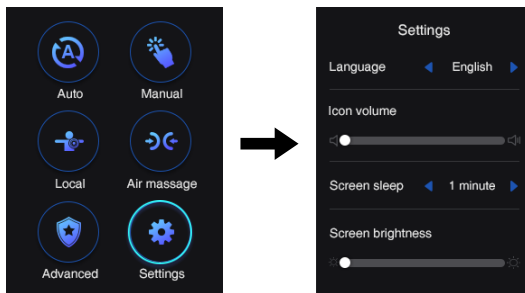 Auto
Manual
Local
Air massage
Advanced
Settings
Settings
Language English
Icon volume
Screen sleep 1 minute
Screen brightness